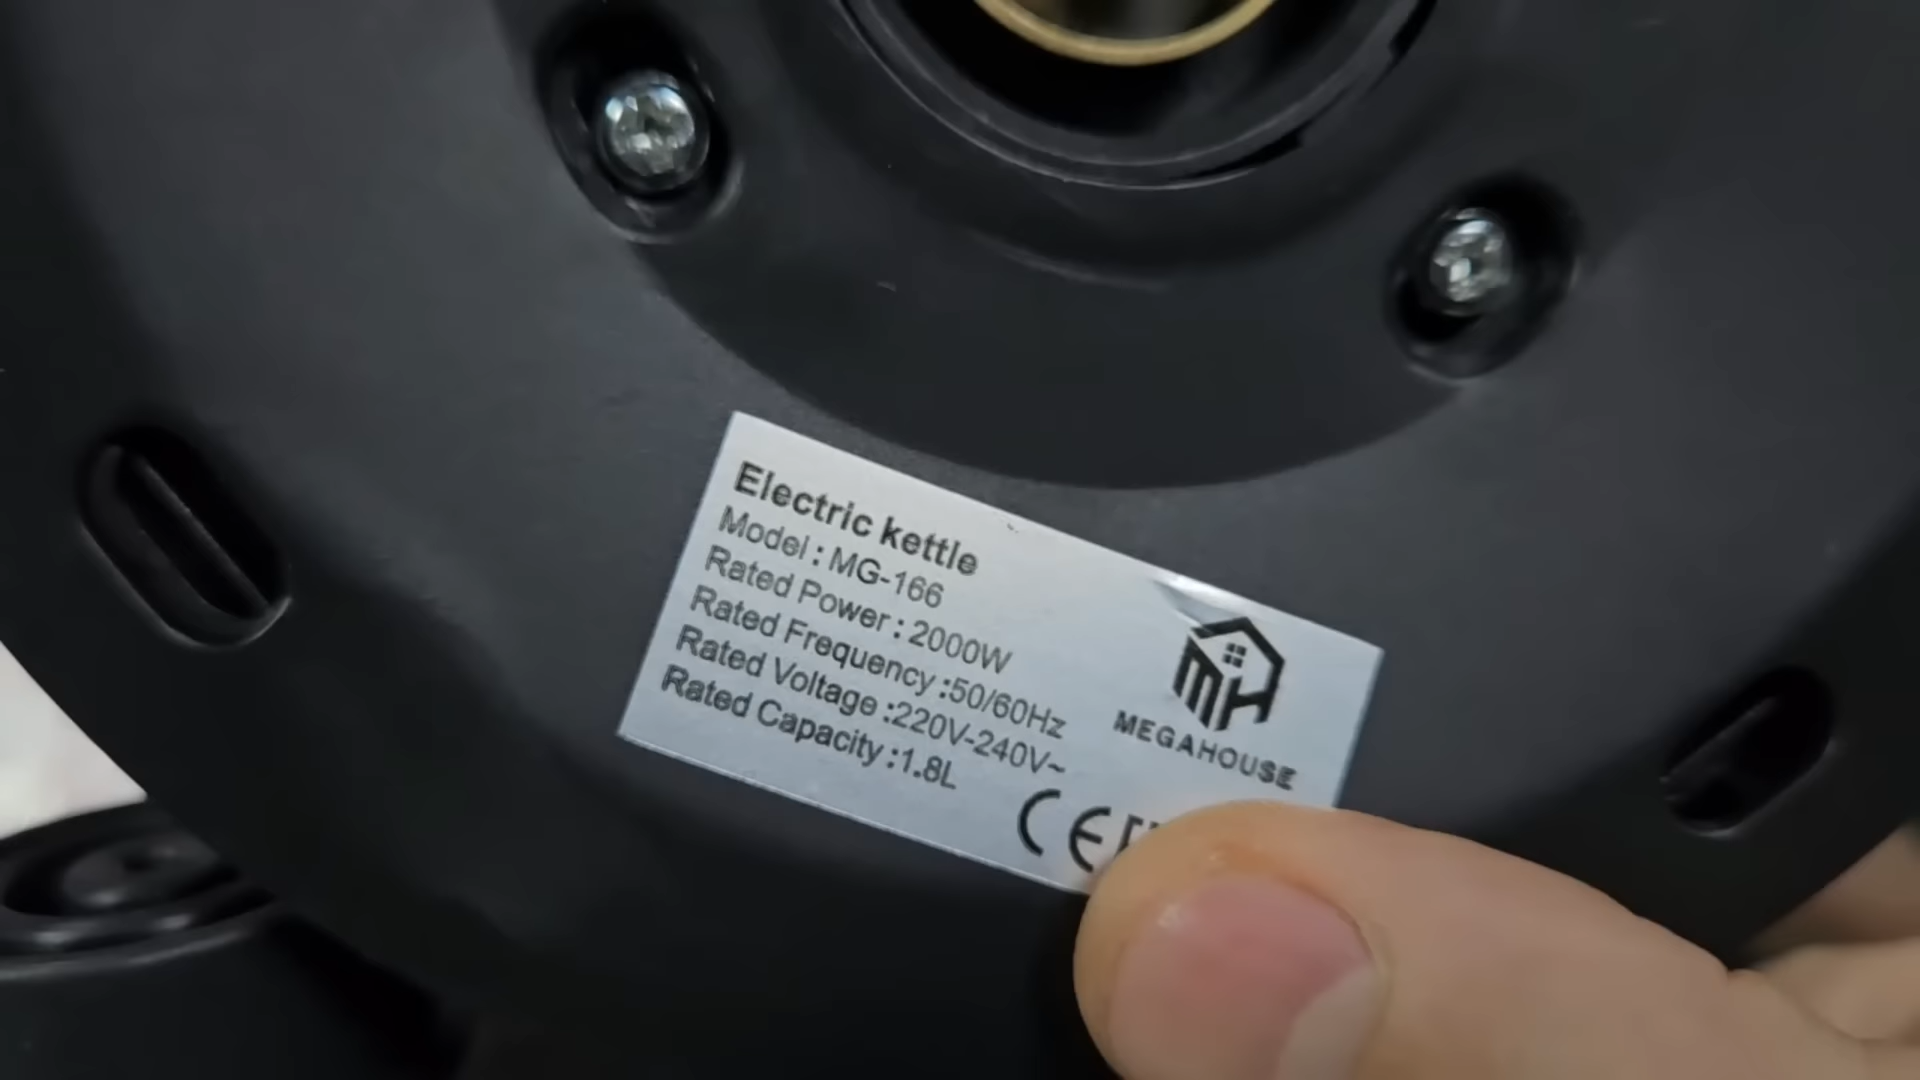 Electric kettle
Model : MG-166
Rated Power : 2000W
Rated Frequency :50/60Hz
Rated Voltage :220V-240V~
Rated Capacity :1.8L
MH
MEGAHOUSE
CE